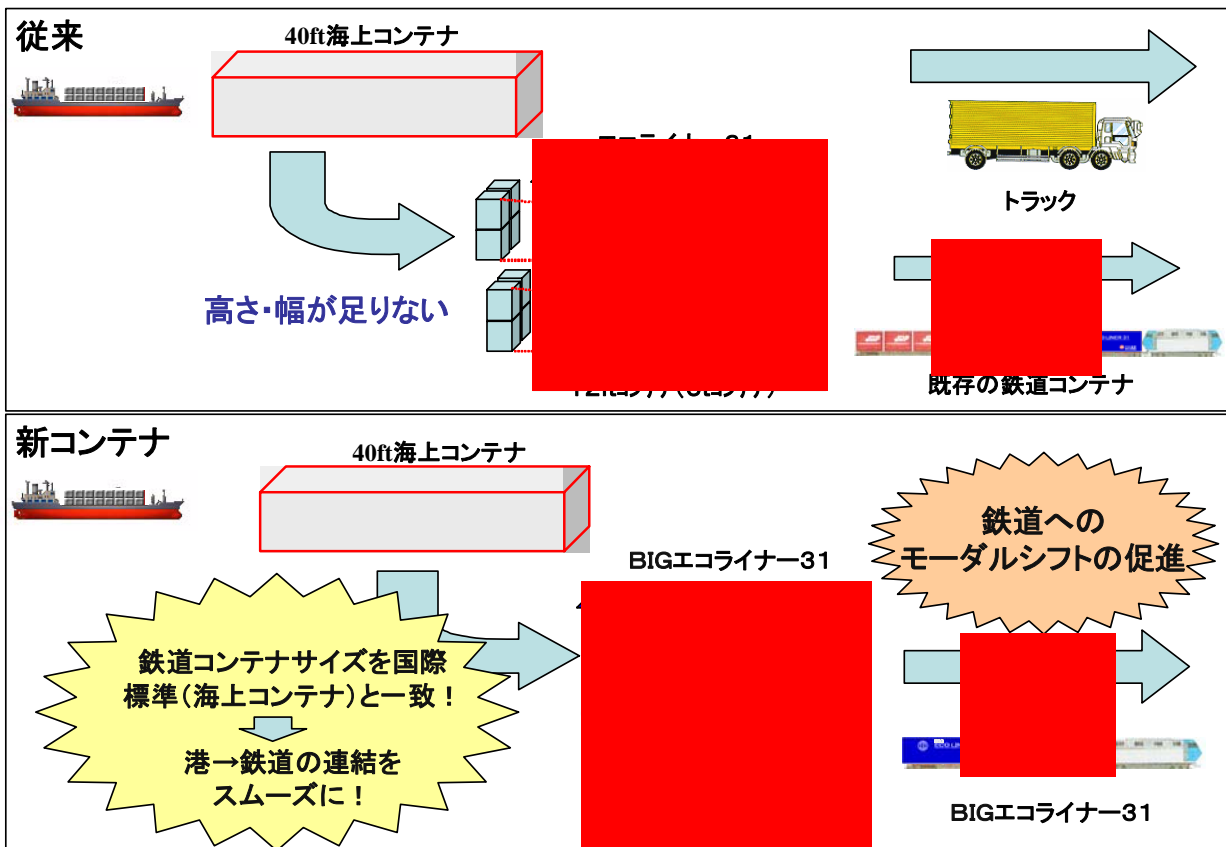 従来
40ft海上コンテナ
トラック
高さ・幅が足りない
既存の鉄道コンテナ
新コンテナ
40ft海上コンテナ
鉄道への
モーダルシフトの促進
BIGエコライナー31
鉄道コンテナサイズを国際
標準(海上コンテナ)と一致!
港→鉄道の連結を
スムーズに!
BIGエコライナー31